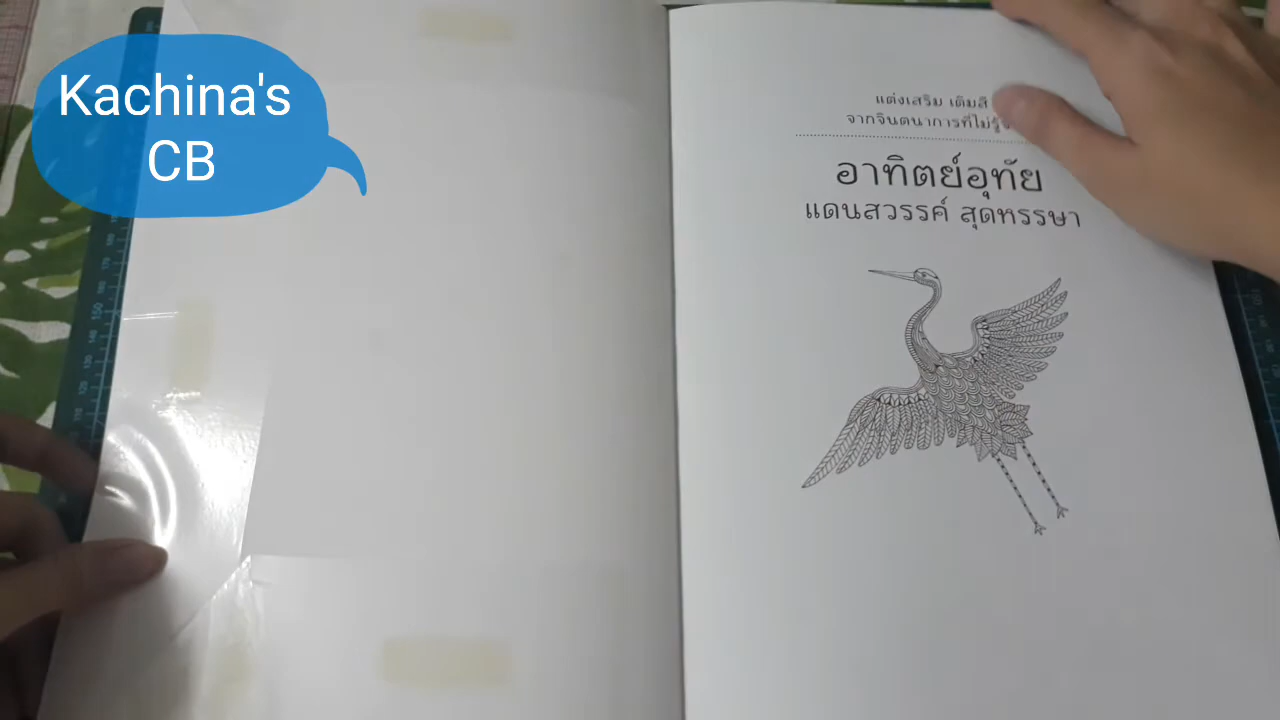 Kachina's
CB
แต่งเสริม เติมสี
จากจินตนาการที่ไม่รู้
อาทิตย์อุทัย
แดนสวรรค์ สุดหรรษา